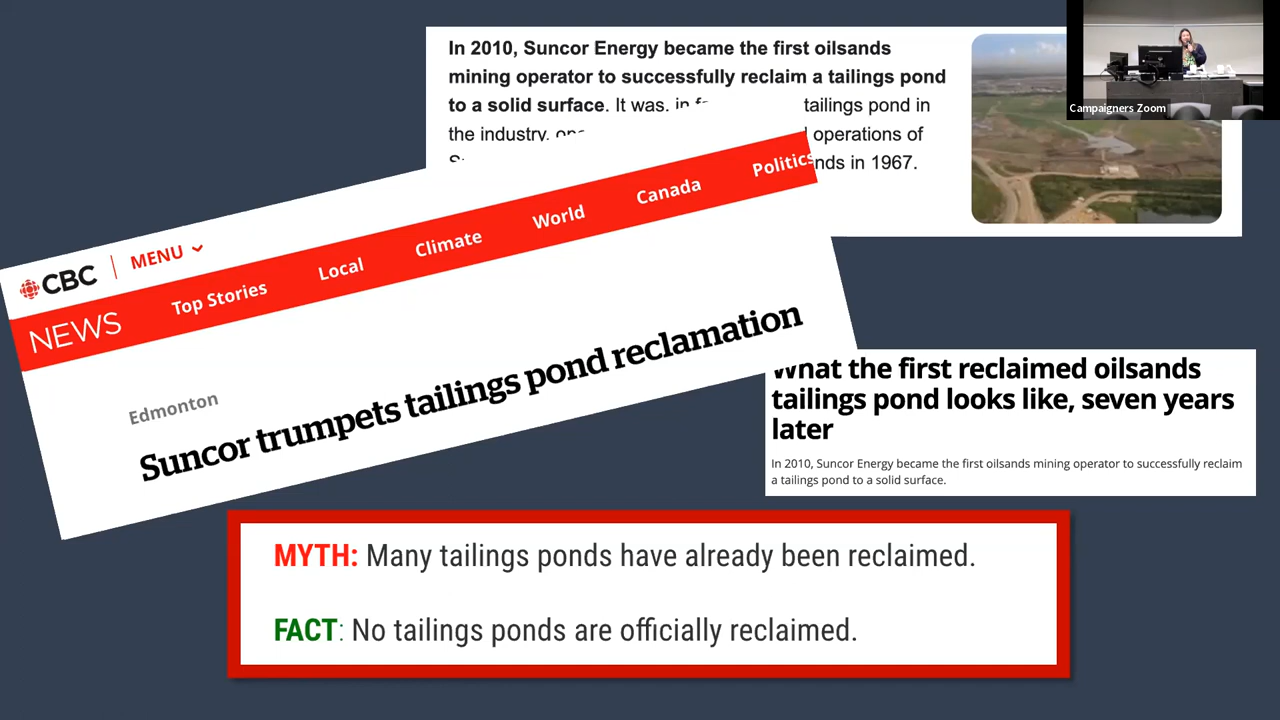 In 2010, Suncor Energy became the first oilsands
mining operator to successfully reclaim a tailings pond
to a solid surface. It was, in tailings pond in
the industry, operations of
in 1967.
Campaigners Zoom
CBC MENU
NEWS Top Stories Local Climate World Canada Politics
Edmonton
Suncor trumpets tailings pond reclamation
What the first reclaimed oilsands
tailings pond looks like, seven years
later
In 2010, Suncor Energy became the first oilsands mining operator to successfully reclaim
a tailings pond to a solid surface.
MYTH: Many tailings ponds have already been reclaimed.
FACT: No tailings ponds are officially reclaimed.